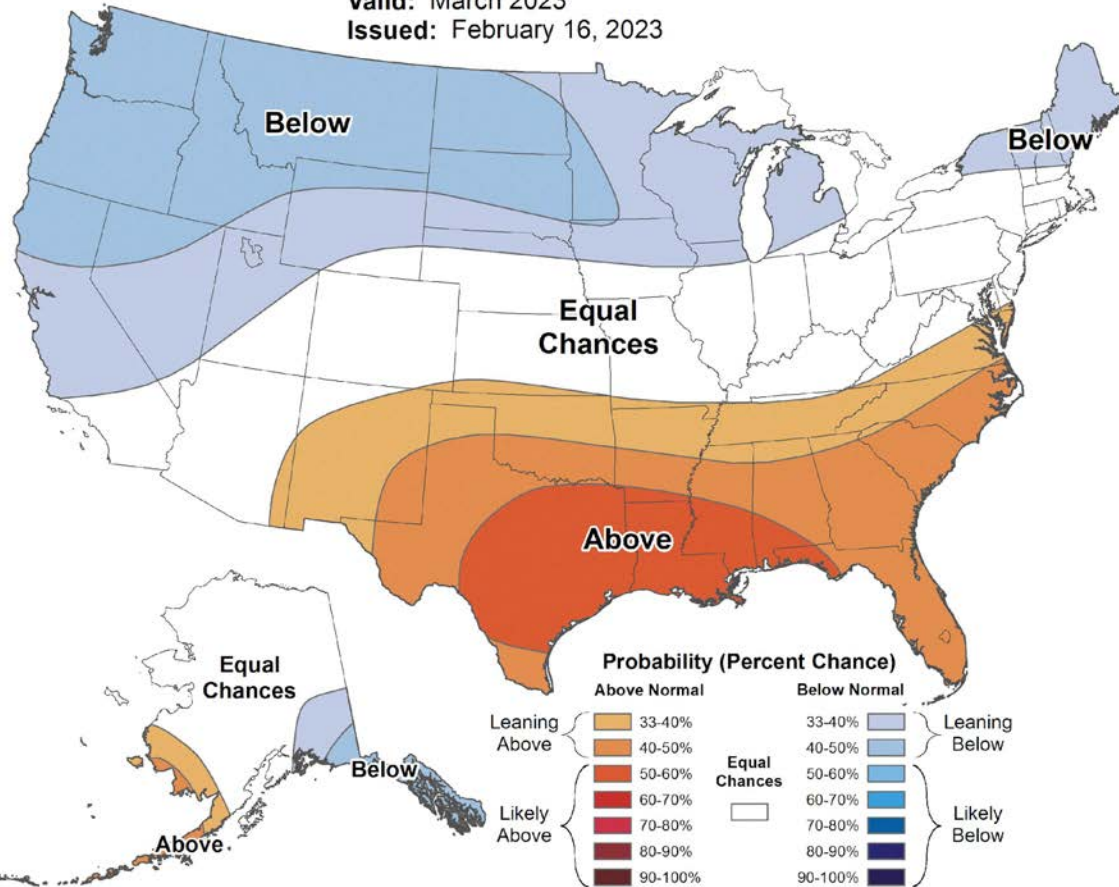 Valid: March 2023
Issued: February 16, 2023
Below
Below
Equal
Chances
Above
Equal
Chances
Below
Above
Probability (Percent Chance)
Above Normal
Below Normal
Leaning
Above
33-40%
40-50%
Likely
Above
50-60%
60-70%
70-80%
80-90%
90-100%
Equal
Chances
33-40%
40-50%
Leaning
Below
50-60%
60-70%
70-80%
80-90%
90-100%
Likely
Below